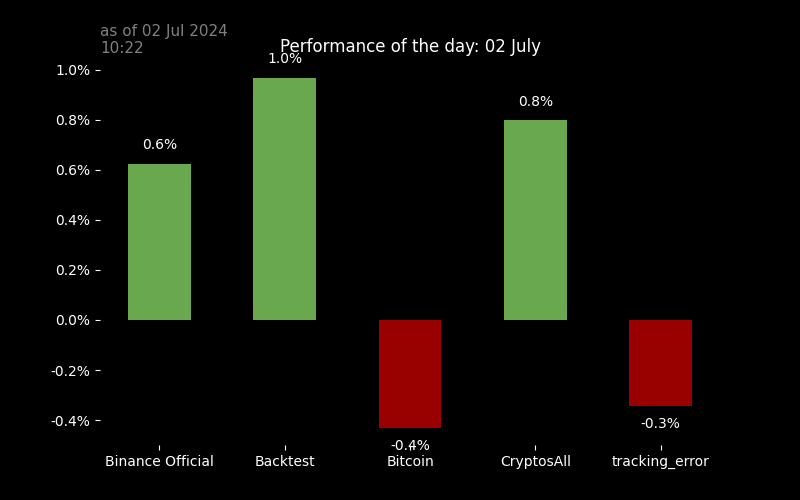 as of 02 Jul 2024
10:22
Performance of the day: 02 July
1.0%
0.8%
0.6%
0.4%
0.2%
0.0%
-0.2%
-0.4%
0.6%
1.0%
-0.4%
0.8%
-0.3%
Binance Official
Backtest
Bitcoin
CryptosAll
tracking_error